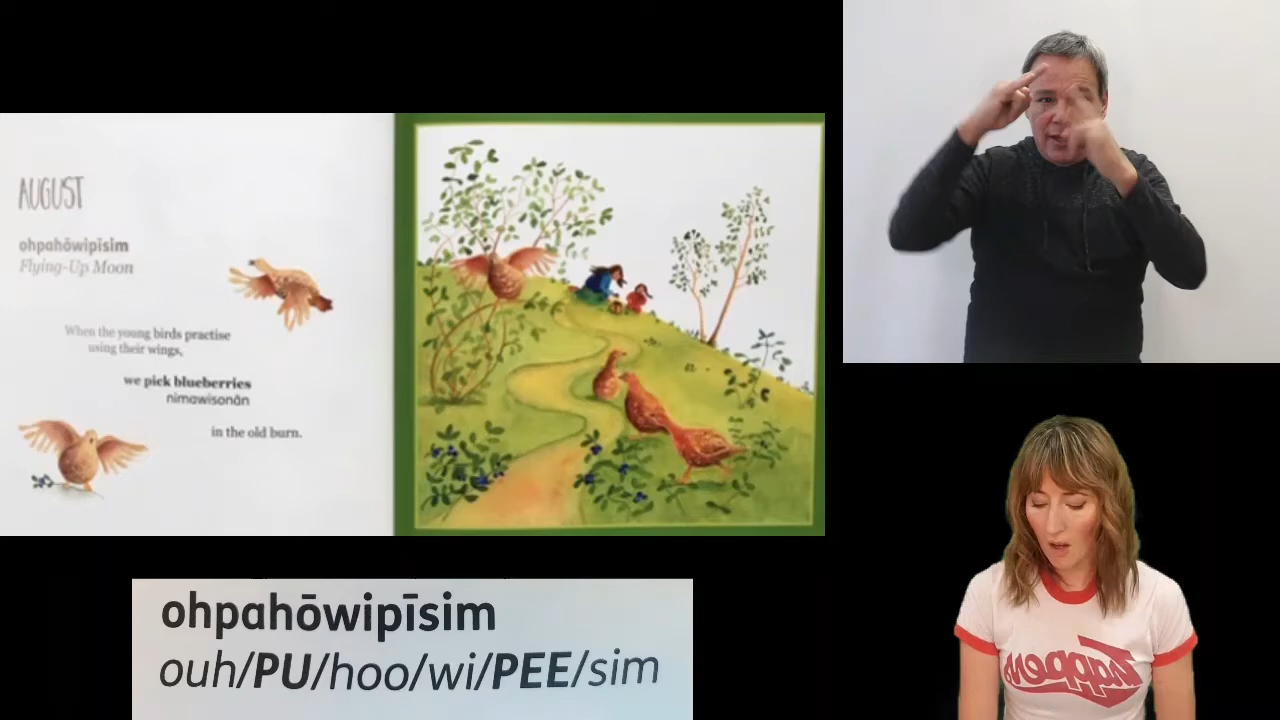 AUGUST
ohpahōwipīsim
Flying-Up Moon
When the young birds practise
using their wings,
we pick blueberries
nimawisonān
in the old burn.
ohpahōwipīsim
ouh/PU/hoo/wi/PEE/sim